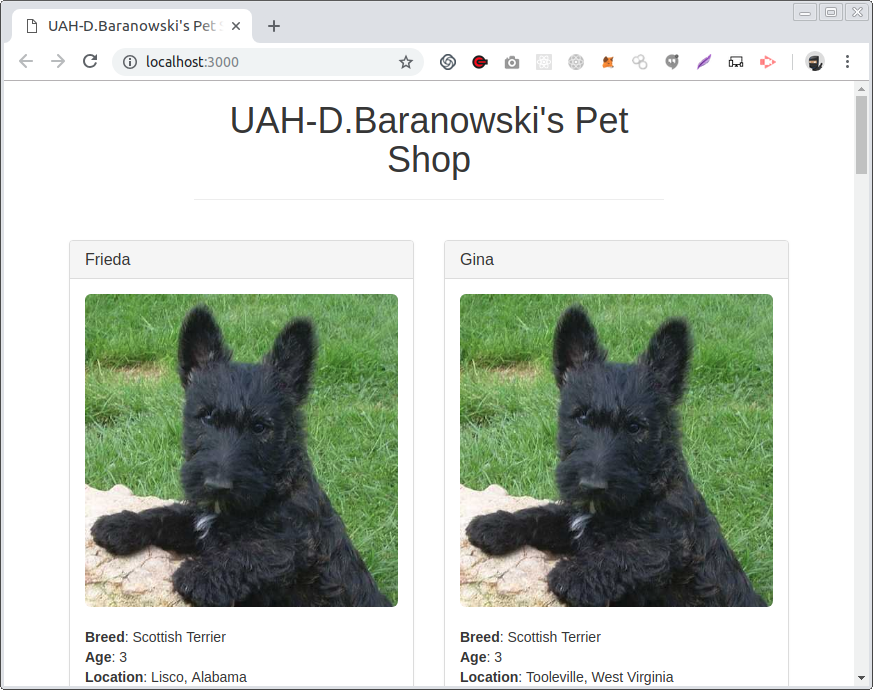 UAH-D.Baranowski's Pet S
localhost:3000
UAH-D.Baranowski's Pet
Shop
Frieda
Gina
Breed: Scottish Terrier
Age: 3
Location: Lisco, Alabama
Breed: Scottish Terrier
Age: 3
Location: Tooleville, West Virginia